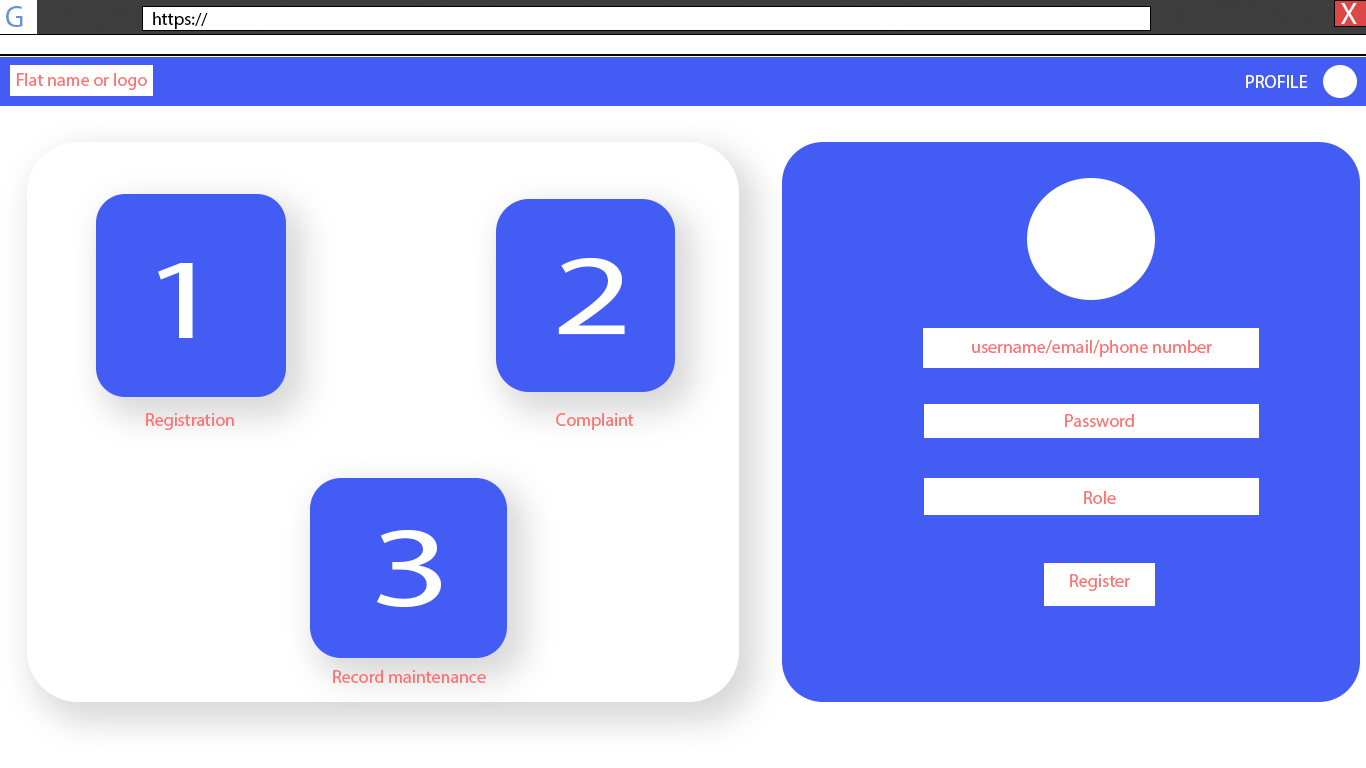 G
https://
X
Flat name or logo
PROFILE
1
2
Registration
Complaint
3
Record maintenance
username/email/phone number
Password
Role
Register